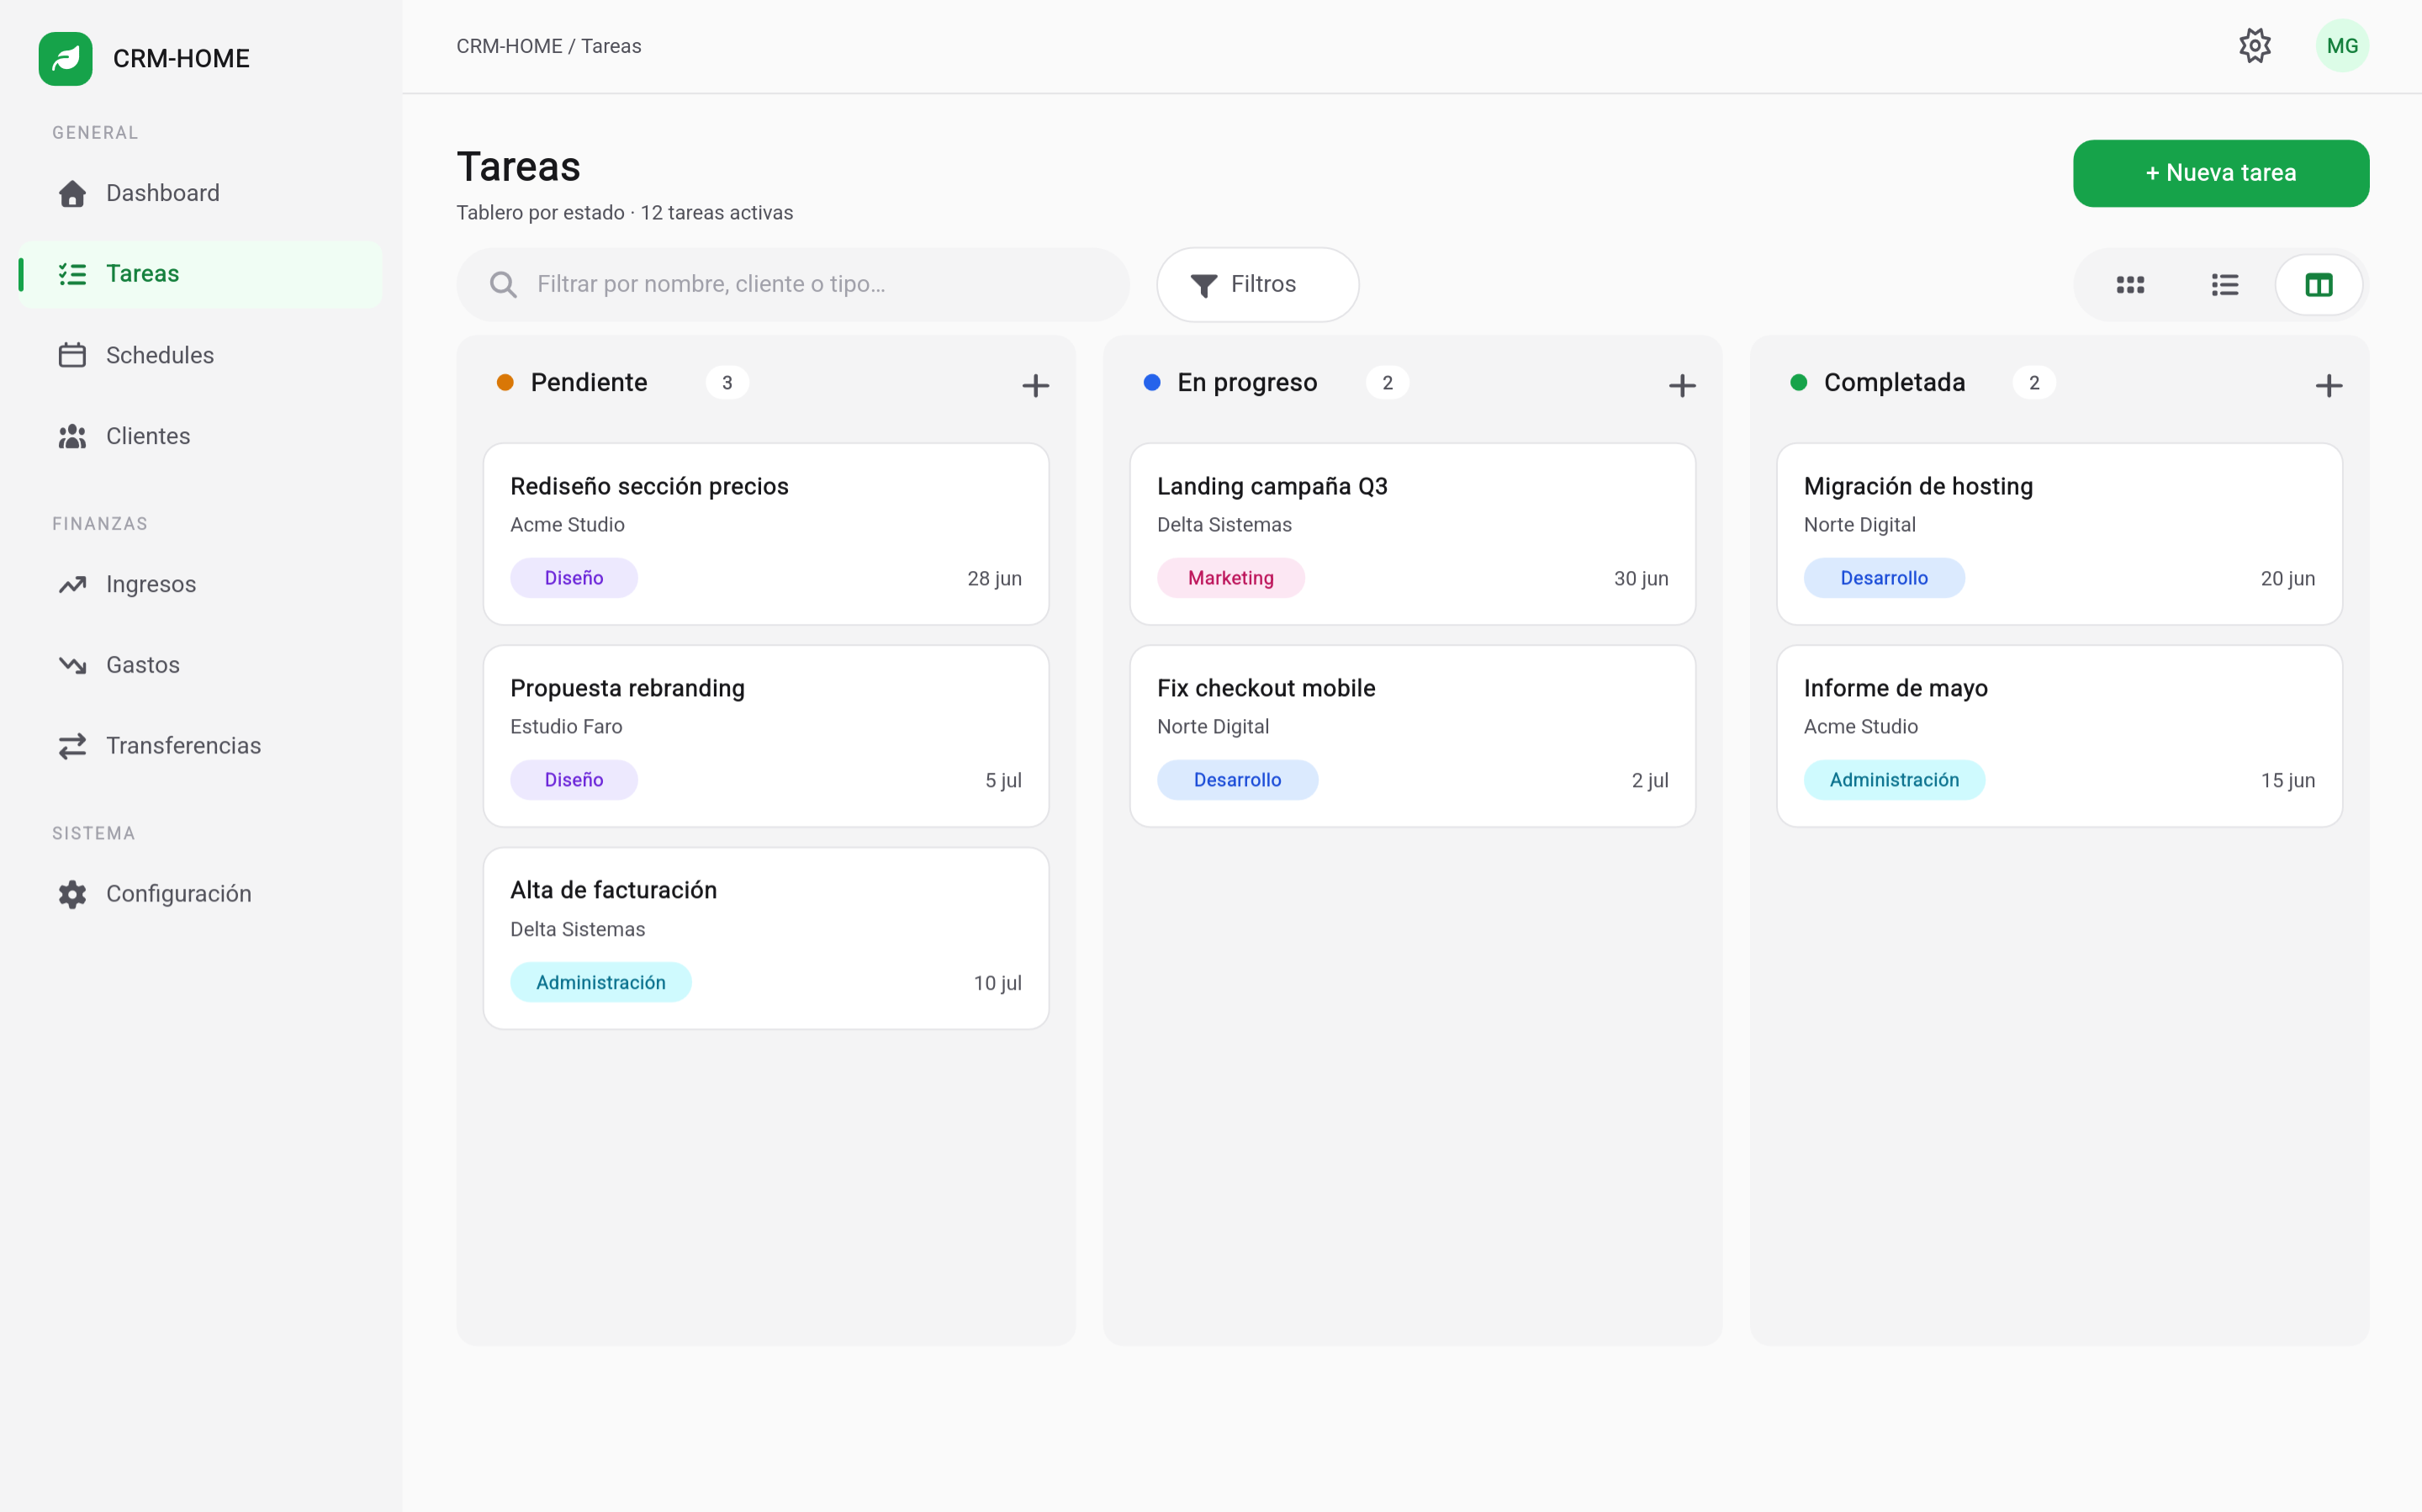 CRM-HOME
GENERAL
Dashboard
Tareas
Schedules
Clientes
FINANZAS
Ingresos
Gastos
Transferencias
SISTEMA
Configuración
CRM-HOME / Tareas
MG
Tareas
Tablero por estado · 12 tareas activas
+ Nueva tarea
Filtrar por nombre, cliente o tipo...
Filtros
Pendiente 3
Rediseño sección precios
Acme Studio
Diseño 28 jun
Propuesta rebranding
Estudio Faro
Diseño 5 jul
Alta de facturación
Delta Sistemas
Administración 10 jul
En progreso 2
Landing campaña Q3
Delta Sistemas
Marketing 30 jun
Fix checkout mobile
Norte Digital
Desarrollo 2 jul
Completada 2
Migración de hosting
Norte Digital
Desarrollo 20 jun
Informe de mayo
Acme Studio
Administración 15 jun